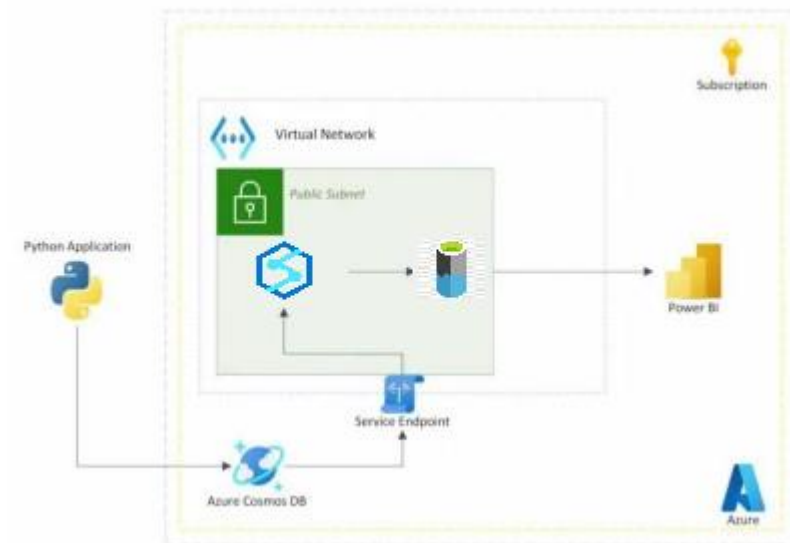 Subscription
Virtual Network
Public Subnet
Python Application
Power BI
Service Endpoint
Azure Cosmos DB
Azure